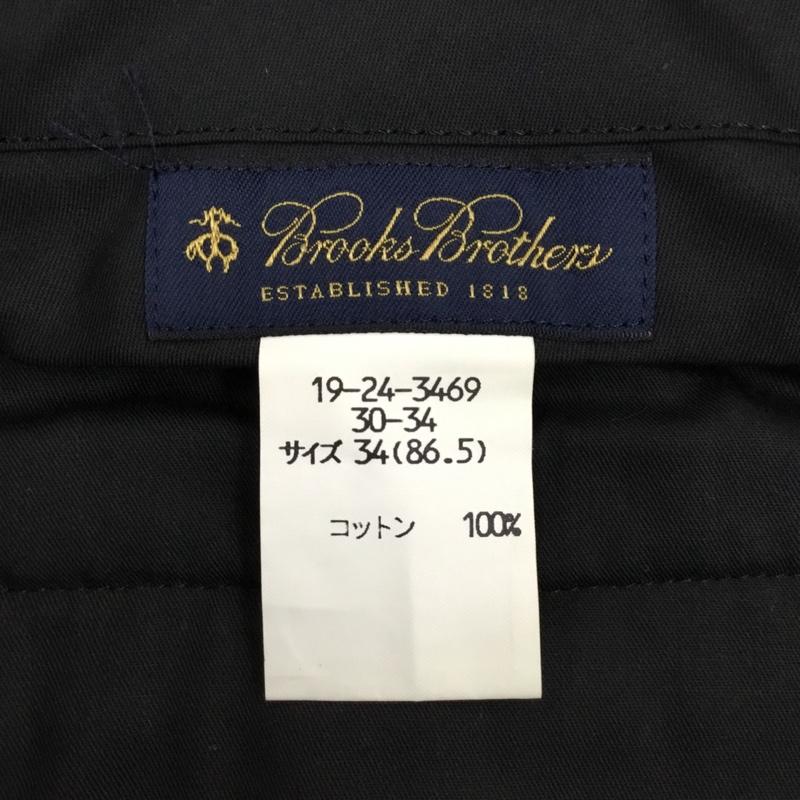 Brooks Brothers
ESTABLISHED 1818
19-24-3469
30-34
サイズ 34(86.5)
コットン 100%